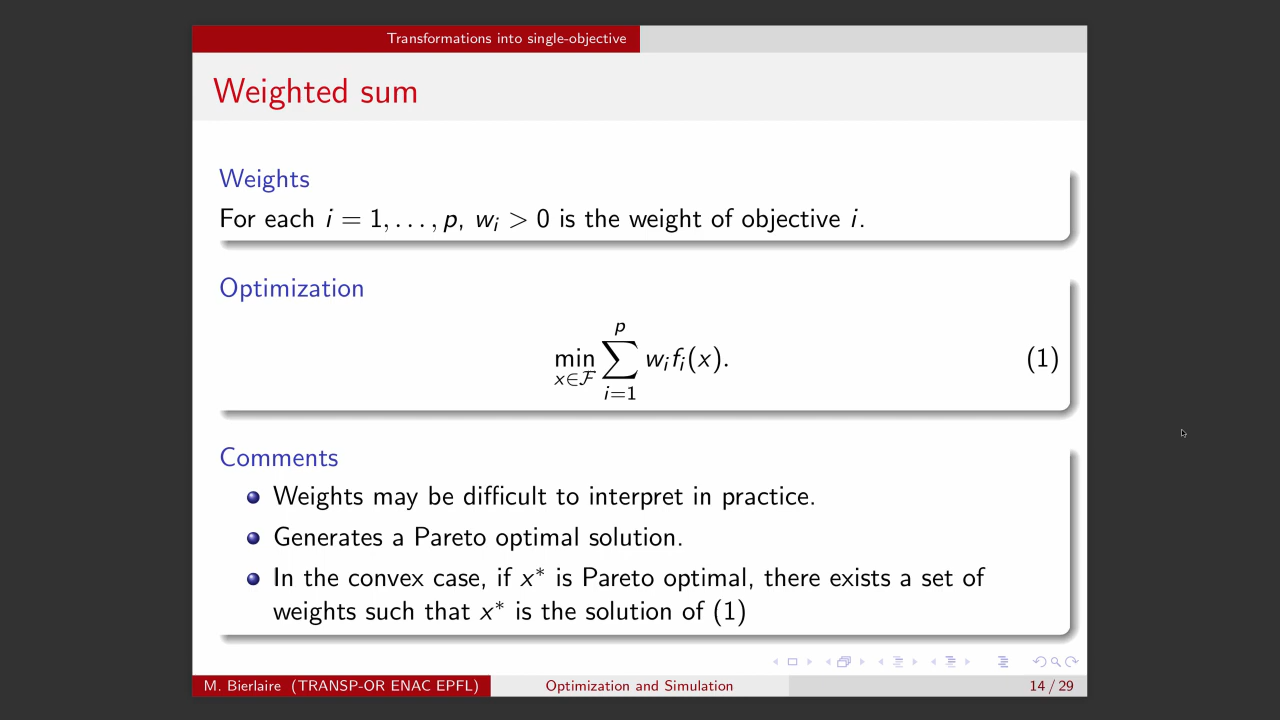 Transformations into single-objective
Weighted sum
Weights
For each i = 1, . . . , p, wᵢ > 0 is the weight of objective i.
Optimization
min_{x∈F} ∑_{i=1}^{p} wᵢfᵢ(x). (1)
Comments
Weights may be difficult to interpret in practice.
Generates a Pareto optimal solution.
In the convex case, if x* is Pareto optimal, there exists a set of
weights such that x* is the solution of (1)
M. Bierlaire (TRANSP-OR ENAC EPFL) Optimization and Simulation 14 / 29